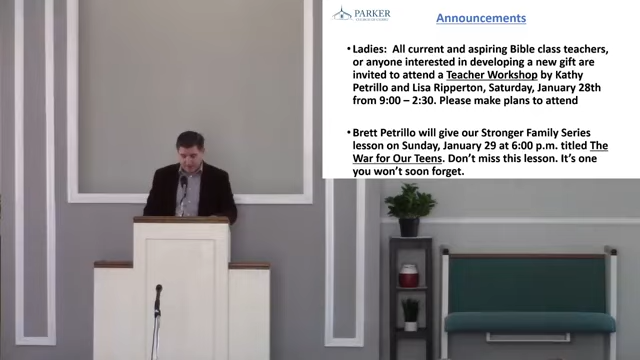 PARKER
Announcements
•Ladies: All current and aspiring Bible class teachers,
or anyone interested in developing a new gift are
invited to attend a Teacher Workshop by Kathy
Petrillo and Lisa Ripperton, Saturday, January 28th
from 9:00 – 2:30. Please make plans to attend
•Brett Petrillo will give our Stronger Family Series
lesson on Sunday, January 29 at 6:00 p.m. titled The
War for Our Teens. Don't miss this lesson. It's one
you won't soon forget.